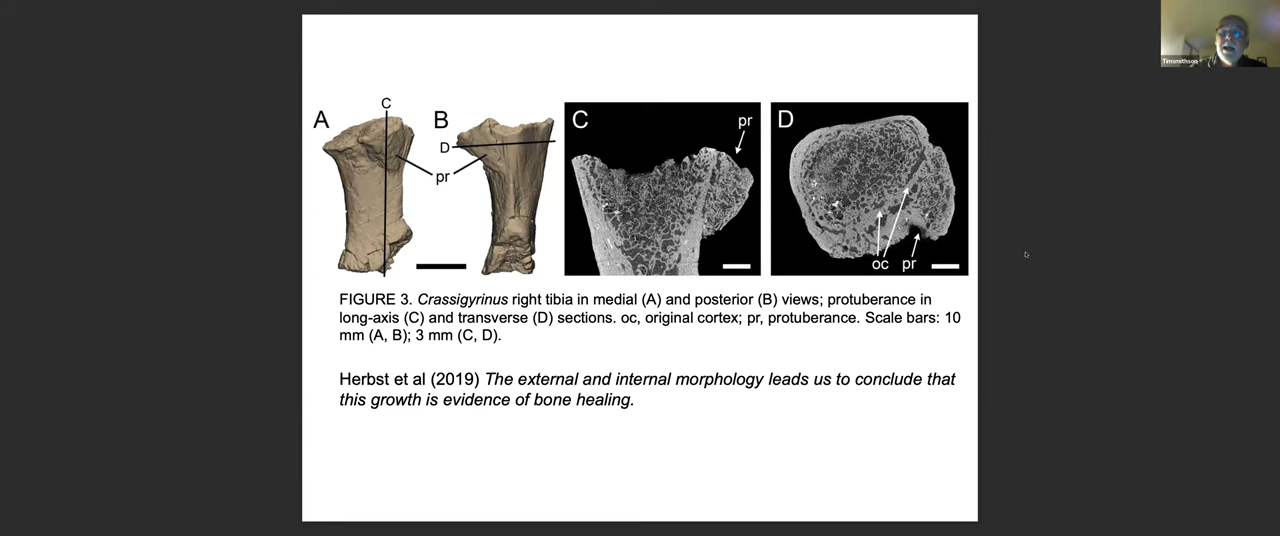 Timsmithson
A
C
pr
B
D
C
pr
D
oc
pr
FIGURE 3. Crassigyrinus right tibia in medial (A) and posterior (B) views; protuberance in
long-axis (C) and transverse (D) sections. oc, original cortex; pr, protuberance. Scale bars: 10
mm (A, B); 3 mm (C, D).
Herbst et al (2019) The external and internal morphology leads us to conclude that
this growth is evidence of bone healing.